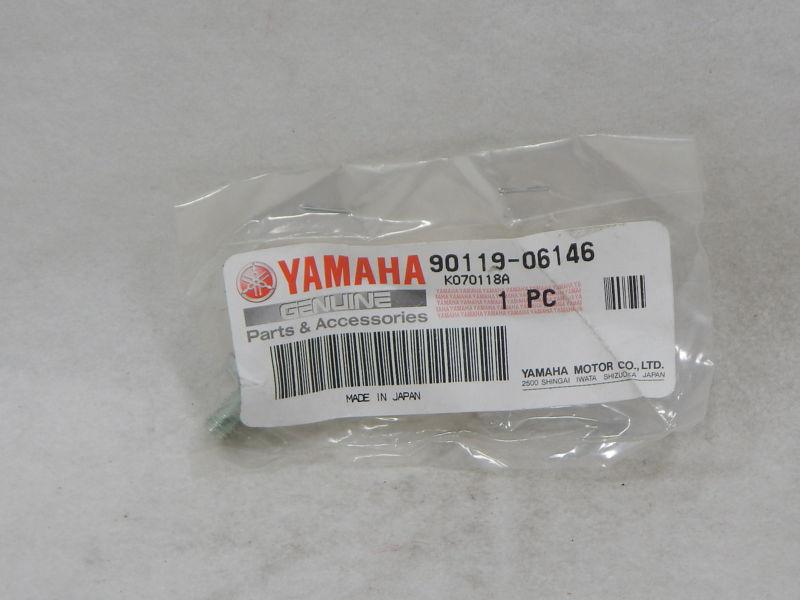 YAMAHA
GENUINE
Parts & Accessories
90119-06146
K070118A
1 PC
MADE IN JAPAN
YAMAHA MOTOR CO., LTD.
2500 SHINGAI IWATA SHIZUOKA JAPAN